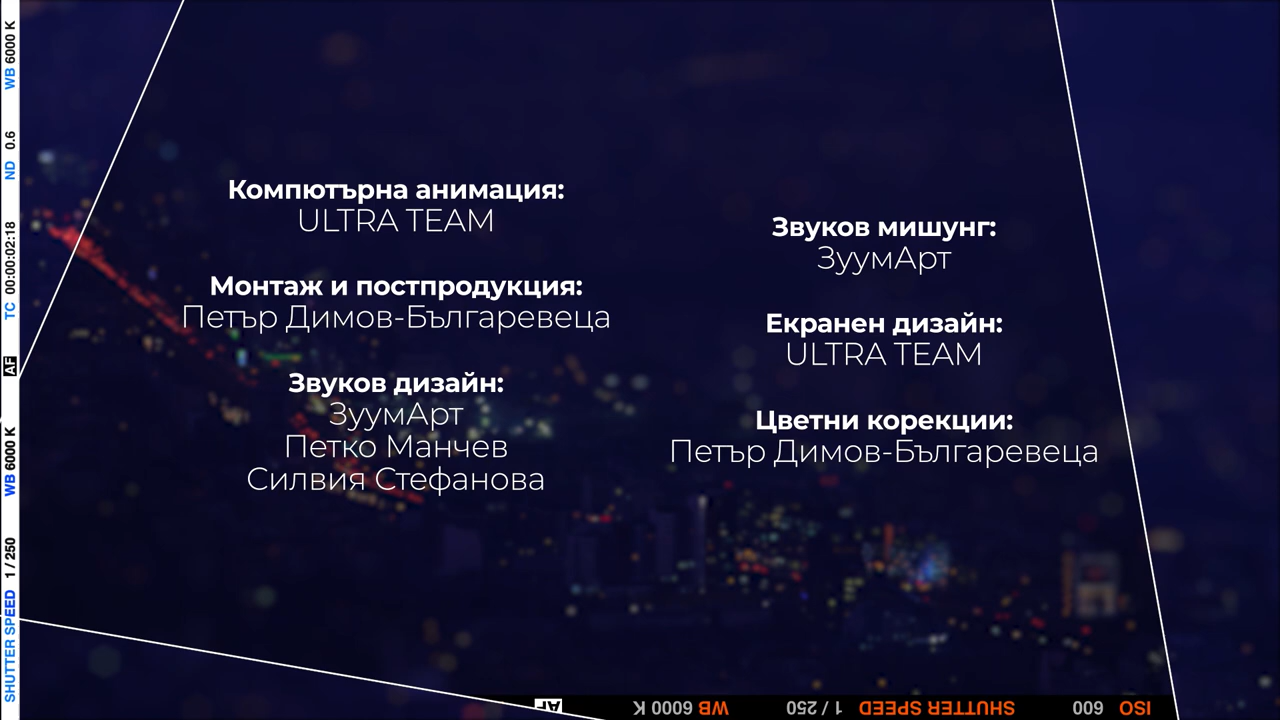 Компютърна анимация:
ULTRA TEAM
Монтаж и постпродукция:
Петър Димов-Българевеца
Звуков дизайн:
ЗуумАрт
Петко Манчев
Силвия Стефанова
Звуков мишунг:
ЗуумАрт
Екранен дизайн:
ULTRA TEAM
Цветни корекции:
Петър Димов-Българевеца
SHUTTER SPEED 1 / 250 WB 6000 K AF TC 00:00:02:18 ND 0.6 WB 6000 K
ISO 600 SHUTTER SPEED 1 / 250 WB 6000 K AF